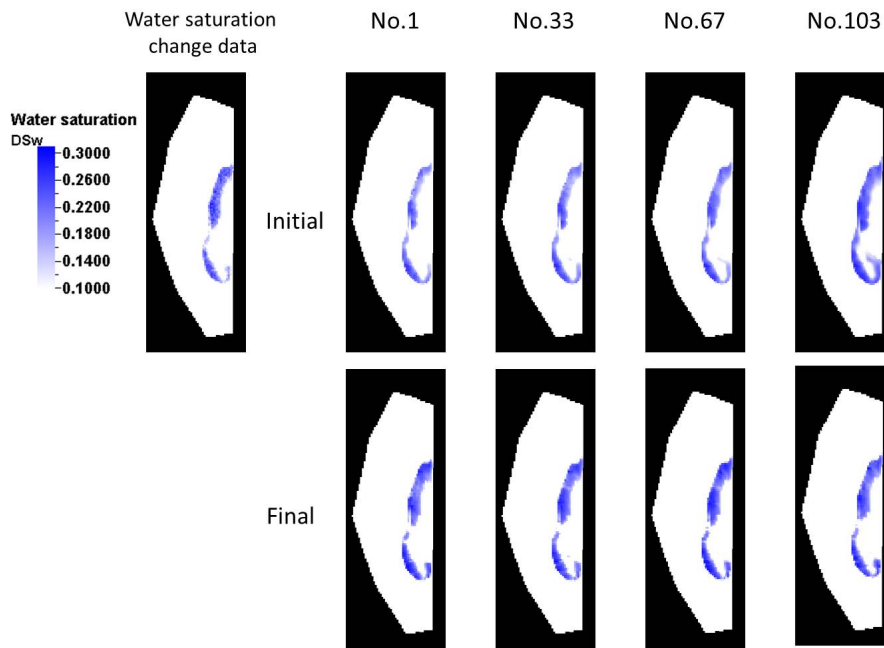 Water saturation
change data
No.1
No.33
No.67
No.103
Water saturation
DSw
0.3000
0.2600
0.2200
0.1800
0.1400
0.1000
Initial
Final